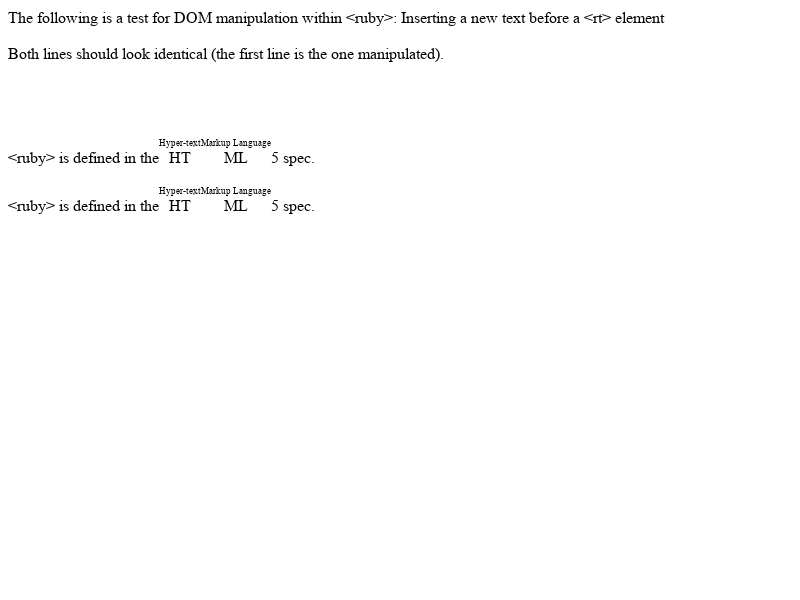 The following is a test for DOM manipulation within <ruby>: Inserting a new text before a <rt> element
Both lines should look identical (the first line is the one manipulated).
Hyper-textMarkup Language
<ruby> is defined in the HT ML 5 spec.
Hyper-textMarkup Language
<ruby> is defined in the HT ML 5 spec.